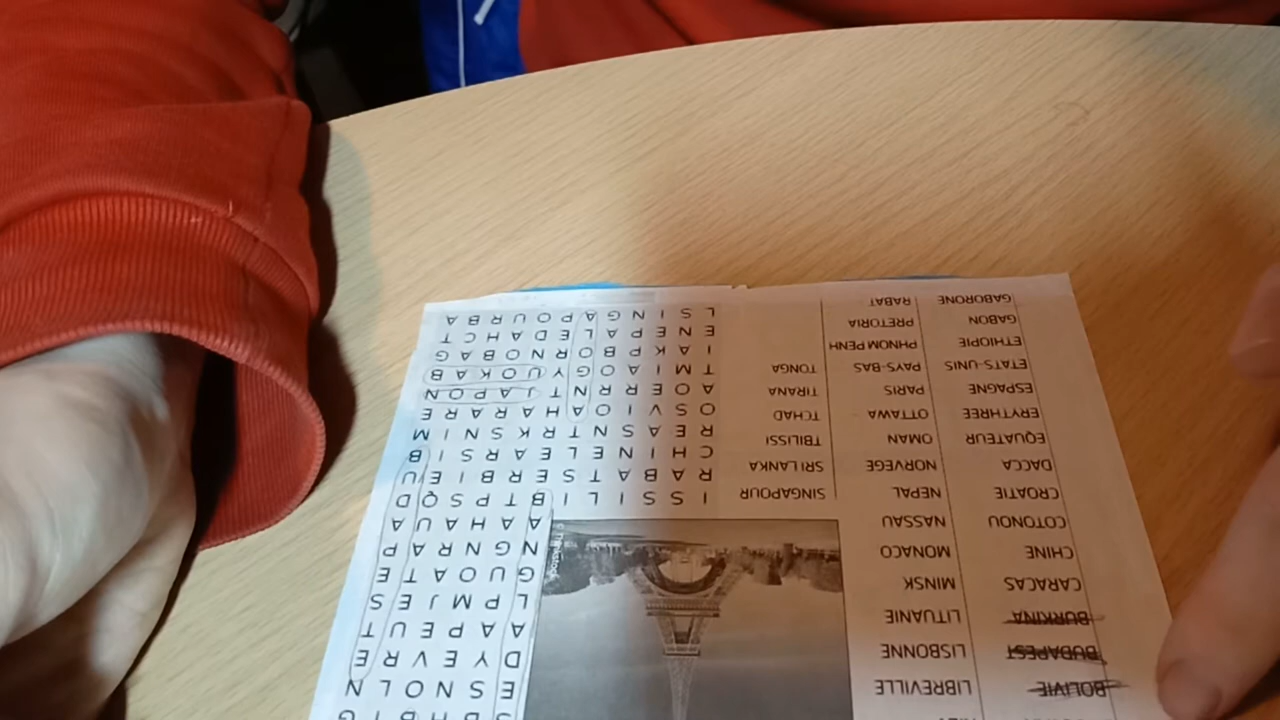 BOLIVIE
BUDAPEST
BURKINA
CARACAS
CHINE
COTONOU
CROATIE
DACCA
EQUATEUR
ERYTHREE
ESPAGNE
ETATS-UNIS
ETHIOPIE
GABON
GABORONE
LIBREVILLE
LISBONNE
LITUANIE
MINSK
MONACO
NASSAU
NEPAL
NORVEGE
OMAN
OTTAWA
PARIS
PAYS-BAS
PHNOM PENH
PRETORIA
RABAT
SINGAPOUR
SRI LANKA
TBILISSI
TCHAD
TIRANA
TONGA
E S N O L N
D Y E V R E
A A P E U T
L P M J E S
G U O A T E
N G N R A P
A A H A U A
I S S I L I B T P S Q D
R A B A T S E R B I E U
C H I N E L E A R S I B
R E A S N T R K S N I M
O S V I O A H A R A R E
A O E R R N T J A P O N
T M I A O G Y U O K A B
I A K P B O R N O B A G
E N E P A L E D A H C T
L S I N G A P O U R B A